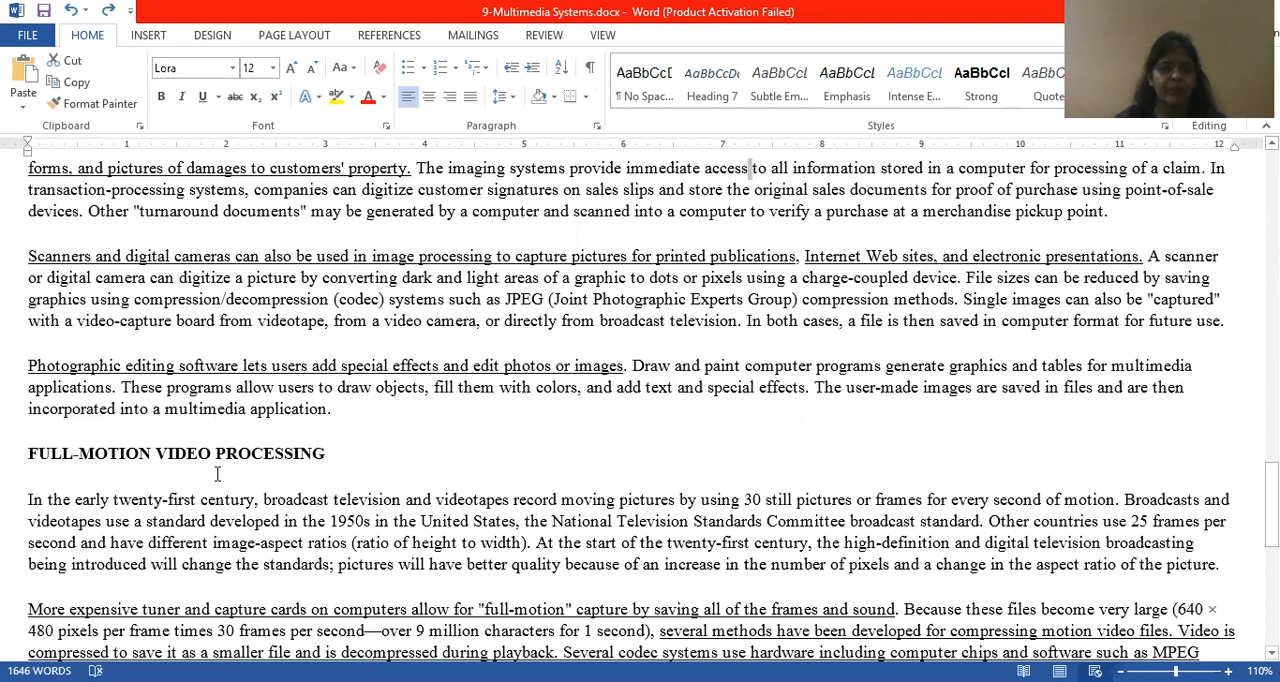 9-Multimedia Systems.docx - Word (Product Activation Failed)
FILE HOME INSERT DESIGN PAGE LAYOUT REFERENCES MAILINGS REVIEW VIEW
Cut
Copy
Format Painter
Paste
Lora 12
AaBbCcD AaBbCcDc AaBbCcL AaBbCcL AaBbCcL AaBbCcl AaBbCcL
¶ No Spac... Heading 7 Subtle Em... Emphasis Intense E... Strong Quote
Clipboard Font Paragraph Styles Editing
1 2 3 4 5 6 7 8 9 10 11 12
forms, and pictures of damages to customers' property. The imaging systems provide immediate access to all information stored in a computer for processing of a claim. In
transaction-processing systems, companies can digitize customer signatures on sales slips and store the original sales documents for proof of purchase using point-of-sale
devices. Other "turnaround documents" may be generated by a computer and scanned into a computer to verify a purchase at a merchandise pickup point.
Scanners and digital cameras can also be used in image processing to capture pictures for printed publications, Internet Web sites, and electronic presentations. A scanner
or digital camera can digitize a picture by converting dark and light areas of a graphic to dots or pixels using a charge-coupled device. File sizes can be reduced by saving
graphics using compression/decompression (codec) systems such as JPEG (Joint Photographic Experts Group) compression methods. Single images can also be "captured"
with a video-capture board from videotape, from a video camera, or directly from broadcast television. In both cases, a file is then saved in computer format for future use.
Photographic editing software lets users add special effects and edit photos or images. Draw and paint computer programs generate graphics and tables for multimedia
applications. These programs allow users to draw objects, fill them with colors, and add text and special effects. The user-made images are saved in files and are then
incorporated into a multimedia application.
FULL-MOTION VIDEO PROCESSING
In the early twenty-first century, broadcast television and videotapes record moving pictures by using 30 still pictures or frames for every second of motion. Broadcasts and
videotapes use a standard developed in the 1950s in the United States, the National Television Standards Committee broadcast standard. Other countries use 25 frames per
second and have different image-aspect ratios (ratio of height to width). At the start of the twenty-first century, the high-definition and digital television broadcasting
being introduced will change the standards; pictures will have better quality because of an increase in the number of pixels and a change in the aspect ratio of the picture.
More expensive tuner and capture cards on computers allow for "full-motion" capture by saving all of the frames and sound. Because these files become very large (640 ×
480 pixels per frame times 30 frames per second—over 9 million characters for 1 second), several methods have been developed for compressing motion video files. Video is
compressed to save it as a smaller file and is decompressed during playback. Several codec systems use hardware including computer chips and software such as MPEG
1646 WORDS 110%